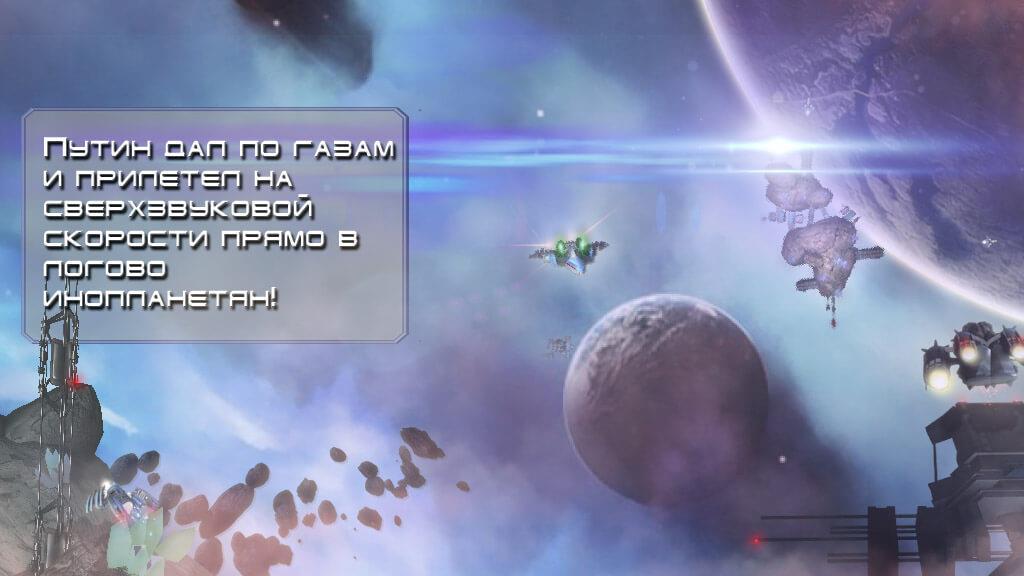 Путин дал по газам
и прилетел на
сверхзвуковой
скорости прямо в
логово
инопланетян!